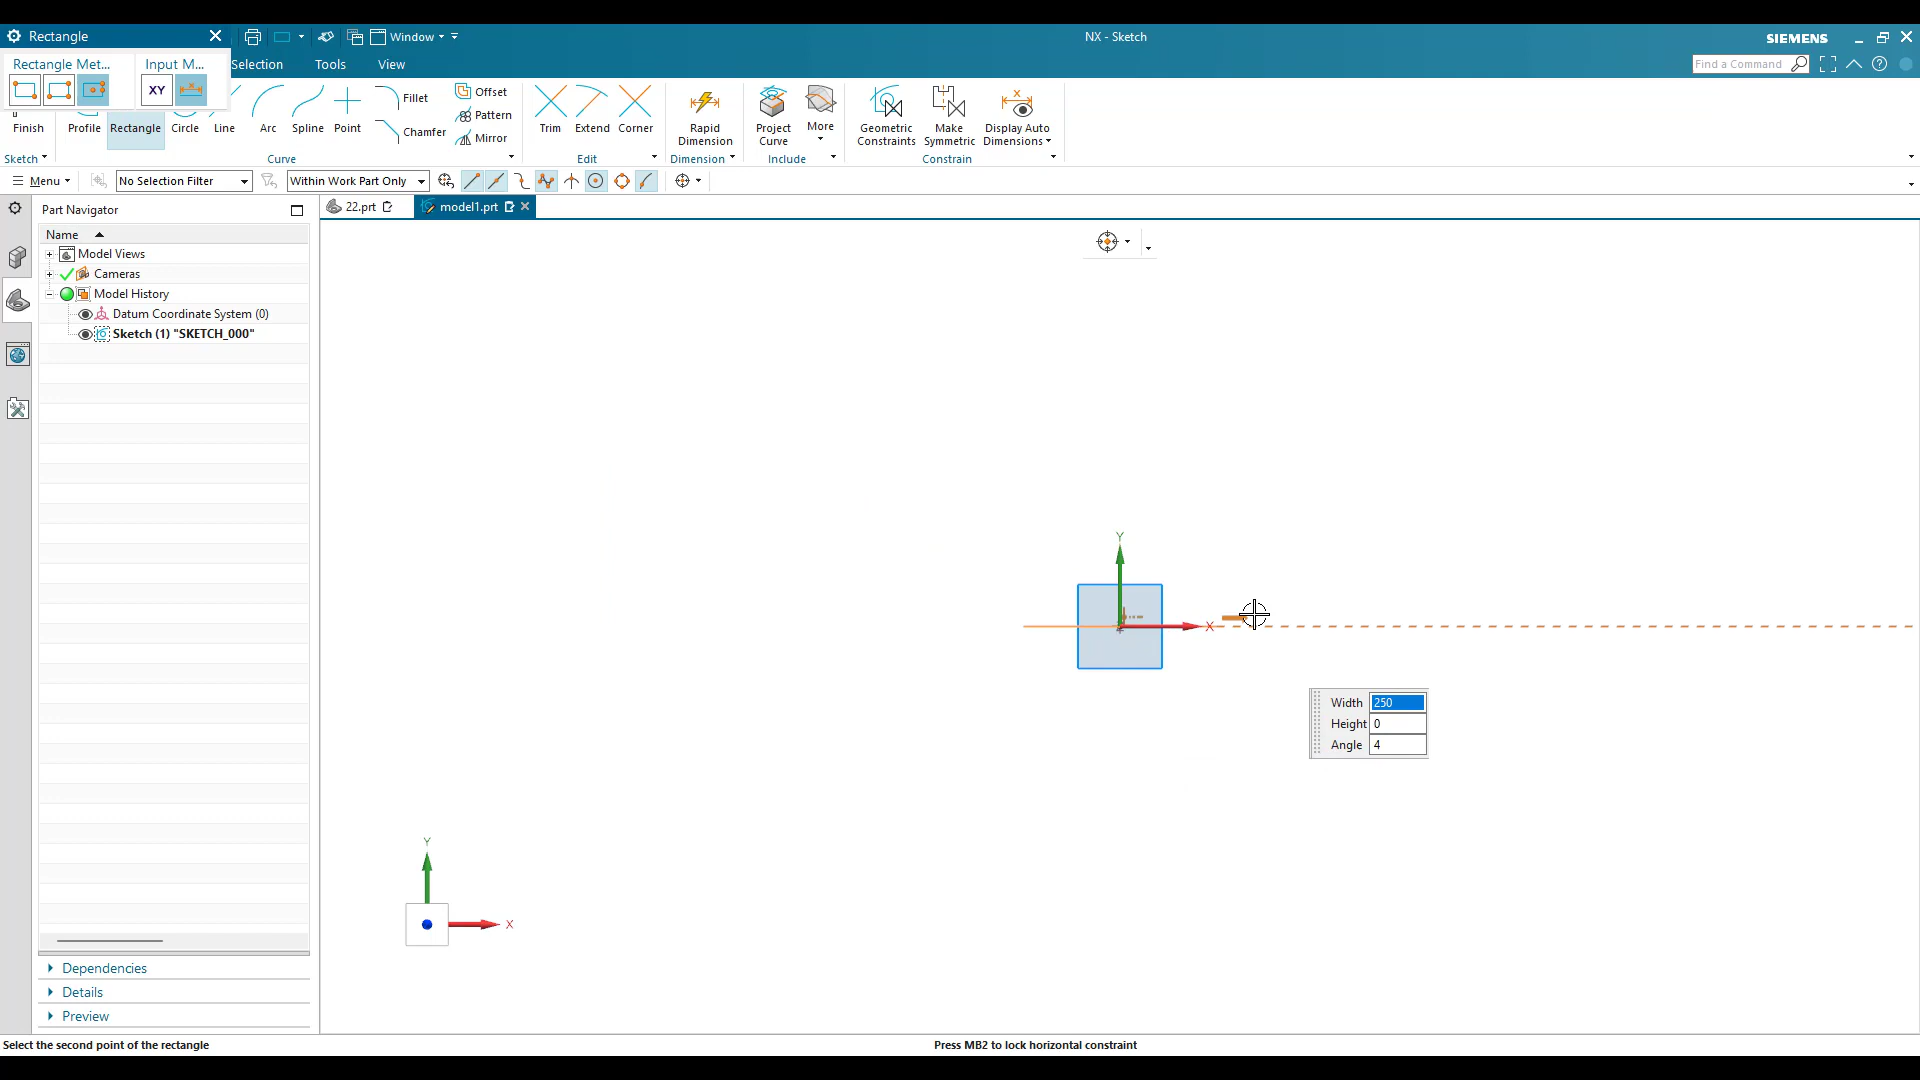 Rectangle
Window
NX - Sketch
SIEMENS
Rectangle Met...
Input M...
Selection
Tools
View
Find a Command
XY
Finish
Profile
Rectangle
Circle
Line
Arc
Spline
Point
Fillet
Chamfer
Offset
Pattern
Mirror
Trim
Extend
Corner
Rapid
Dimension
Project
Curve
More
Geometric
Constraints
Make
Symmetric
Display Auto
Dimensions
Sketch
Curve
Edit
Dimension
Include
Constrain
Menu
No Selection Filter
Within Work Part Only
Part Navigator
22.prt
model1.prt
Name
Model Views
Cameras
Model History
Datum Coordinate System (0)
Sketch (1) "SKETCH_000"
Y
X
Width 250
Height 0
Angle 4
Y
X
Dependencies
Details
Preview
Select the second point of the rectangle
Press MB2 to lock horizontal constraint